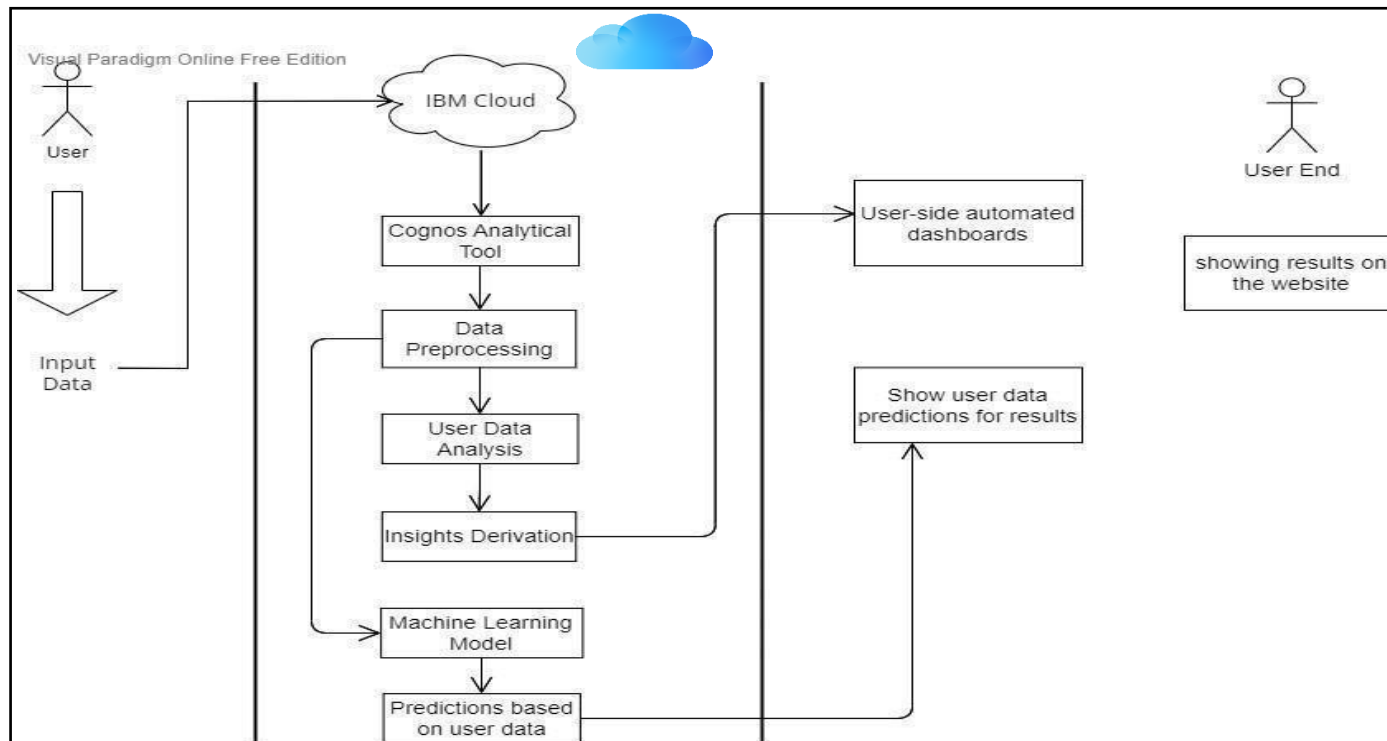 Visual Paradigm Online Free Edition
User
Input
Data
IBM Cloud
Cognos Analytical
Tool
Data
Preprocessing
User Data
Analysis
Insights Derivation
Machine Learning
Model
Predictions based
on user data
User-side automated
dashboards
Show user data
predictions for results
User End
showing results on
the website